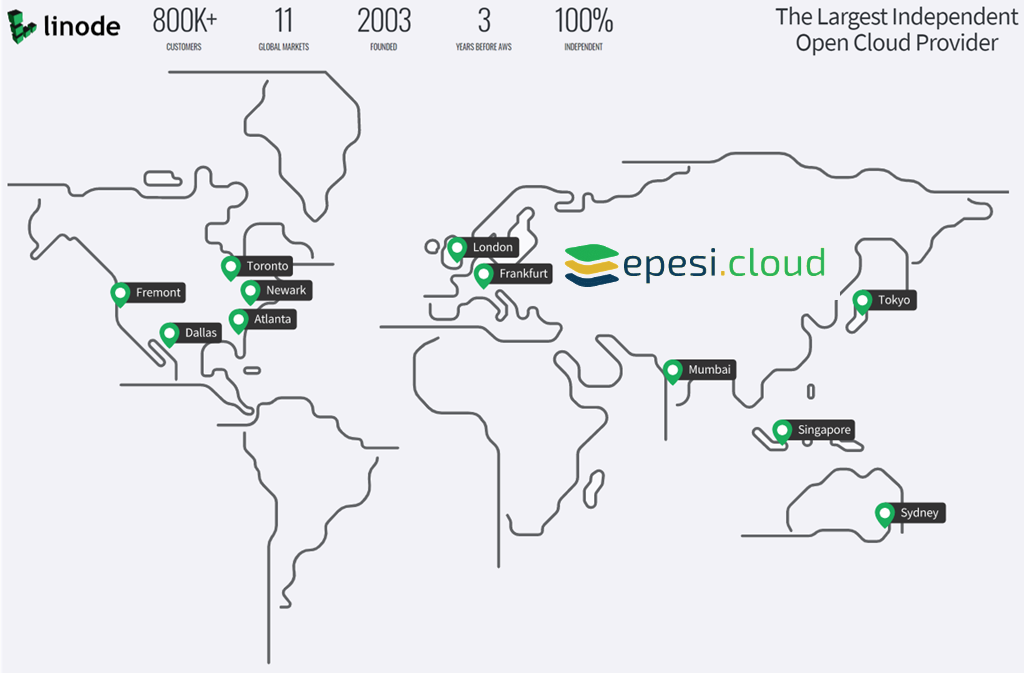 linode
800K+
CUSTOMERS
11
GLOBAL MARKETS
2003
FOUNDED
3
YEARS BEFORE AWS
100%
INDEPENDENT
The Largest Independent
Open Cloud Provider
London
Toronto
Frankfurt
epesi.cloud
Fremont
Newark
Tokyo
Atlanta
Dallas
Mumbai
Singapore
Sydney